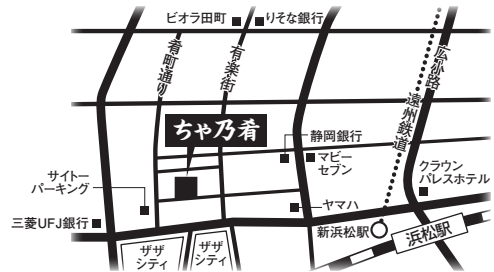 ビオラ田町
りそな銀行
肴町通り
有楽街
広小路
遠州鉄道
ちゃ乃肴
静岡銀行
マビー
セブン
クラウン
パレスホテル
サイトー
パーキング
ヤマハ
三菱UFJ銀行
新浜松駅
浜松駅
ザザ
シティ
ザザ
シティ